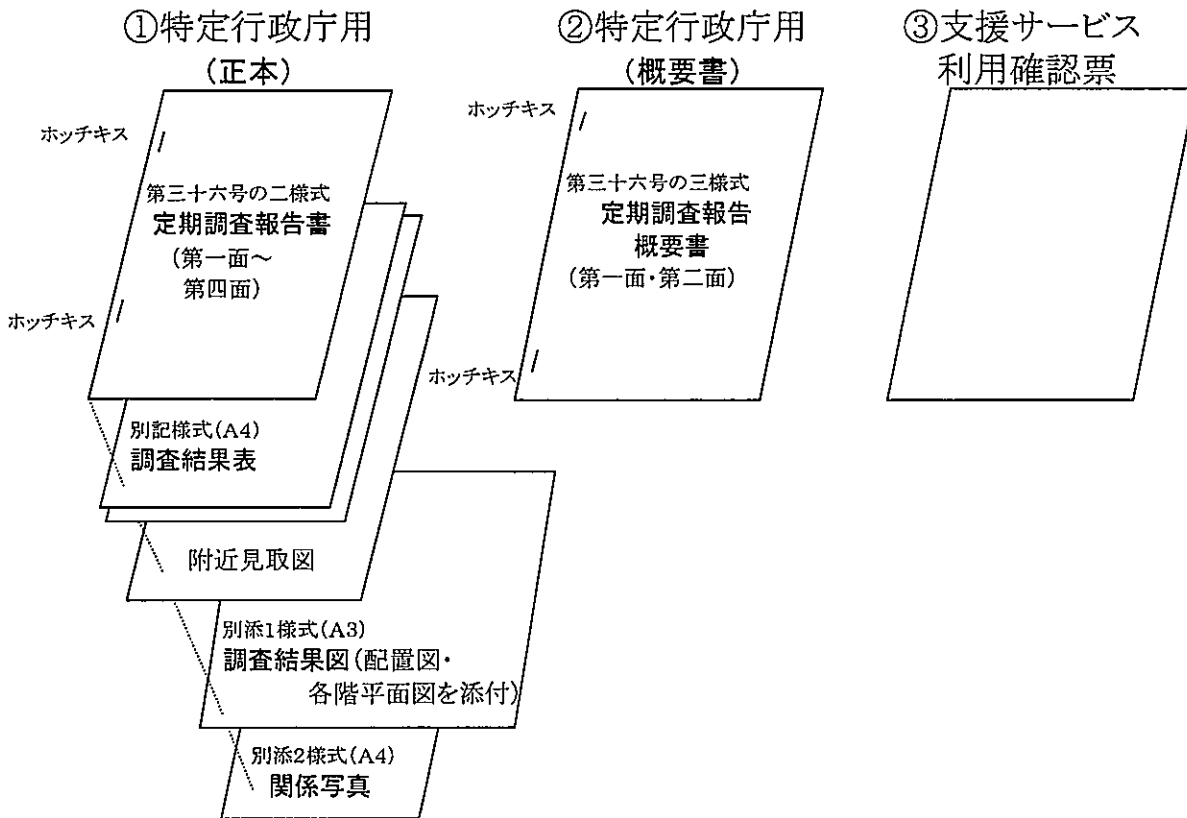 ①特定行政庁用
(正本)
ホッチキス
第三十六号の二様式
定期調査報告書
(第一面～
第四面)
ホッチキス
別記様式(A4)
調査結果表
附近見取図
別添1様式(A3)
調査結果図(配置図・
各階平面図を添付)
別添2様式(A4)
関係写真
②特定行政庁用
(概要書)
ホッチキス
第三十六号の三様式
定期調査報告
概要書
(第一面・第二面)
ホッチキス
③支援サービス
利用確認票